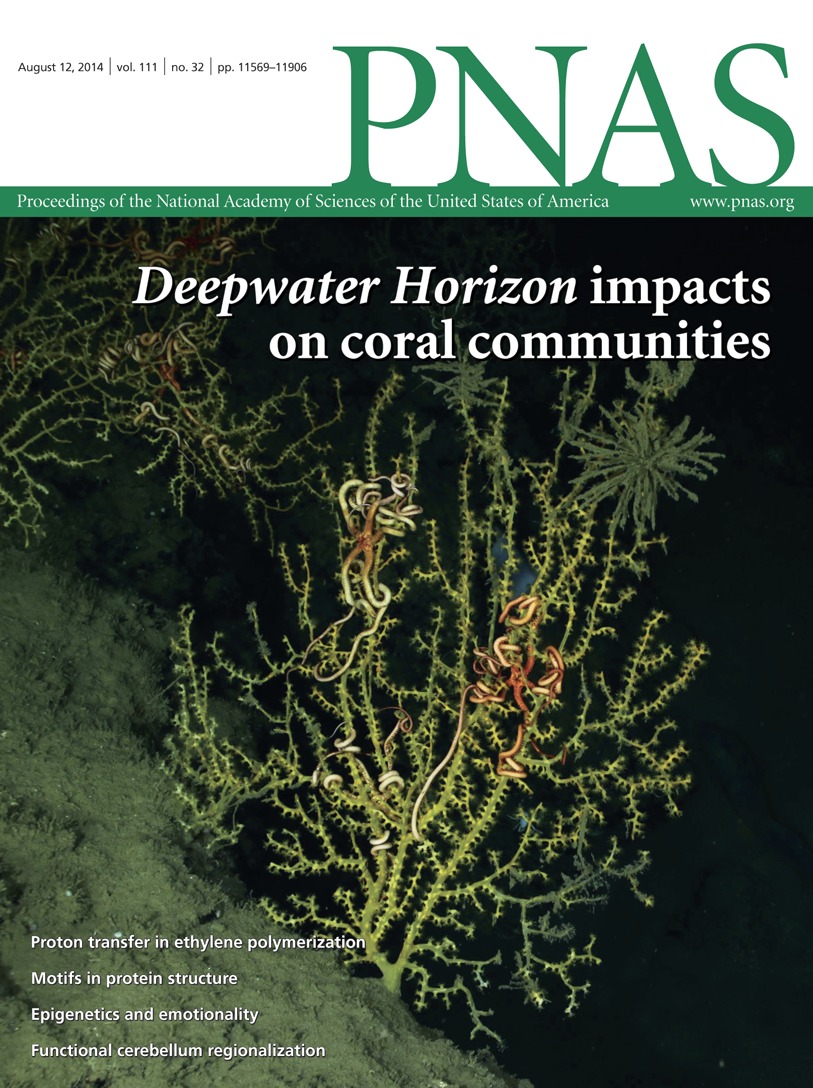 August 12, 2014 | vol. 111 | no. 32 | pp. 11569–11906
PNAS
Proceedings of the National Academy of Sciences of the United States of America www.pnas.org
Deepwater Horizon impacts
on coral communities
Proton transfer in ethylene polymerization
Motifs in protein structure
Epigenetics and emotionality
Functional cerebellum regionalization